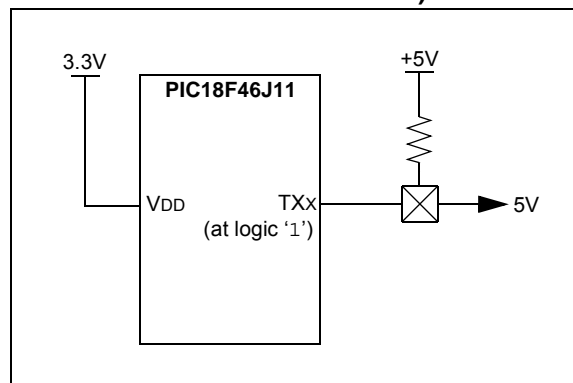 3.3V
+5V
PIC18F46J11
VDD
TXX
5V
(at logic ‘1’)